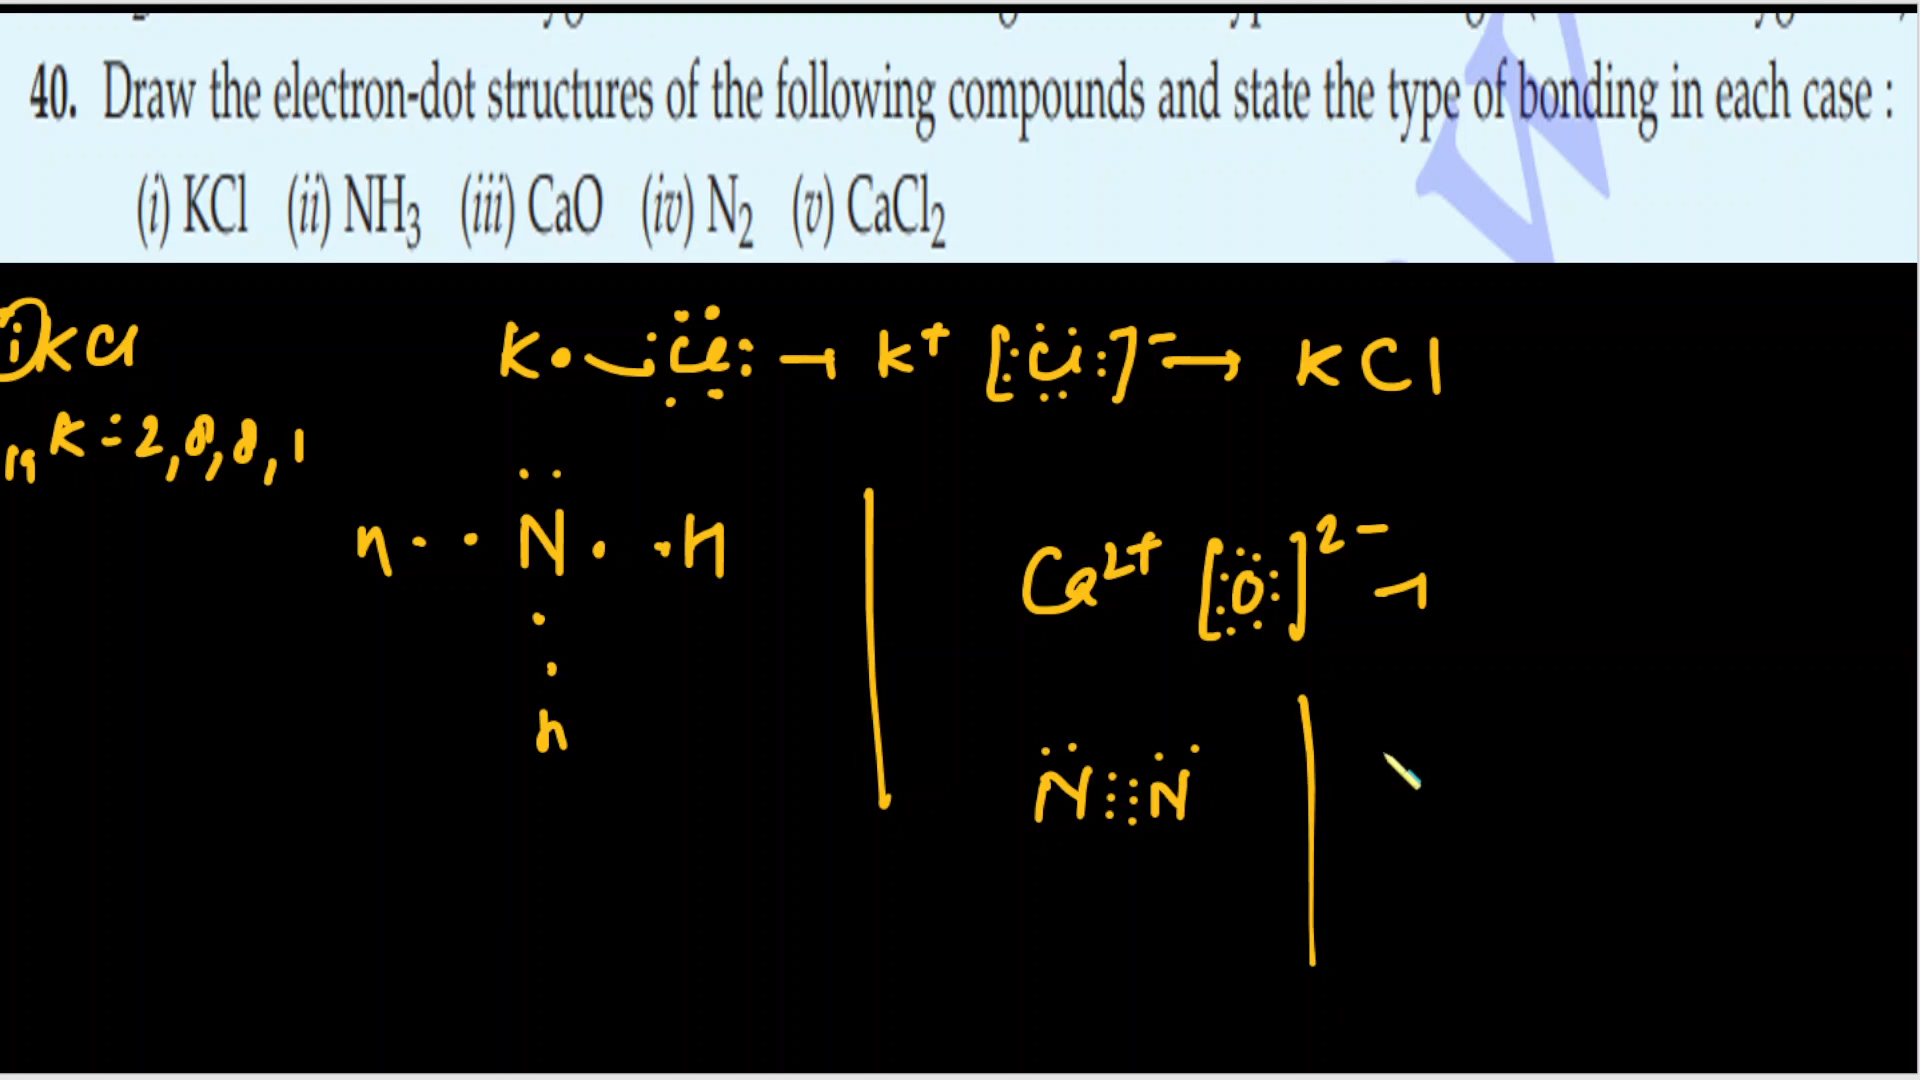 40. Draw the electron-dot structures of the following compounds and state the type of bonding in each case :
(i) KCl (ii) NH₃ (iii) CaO (iv) N₂ (v) CaCl₂
i) KCl
K• :Cl: → K⁺ [:Cl:]⁻ → KCl
₁₉K = 2,8,8,1
H·  ·N·  ·H
H
Ca²⁺ [:O:]²⁻ →
N⋮⋮N